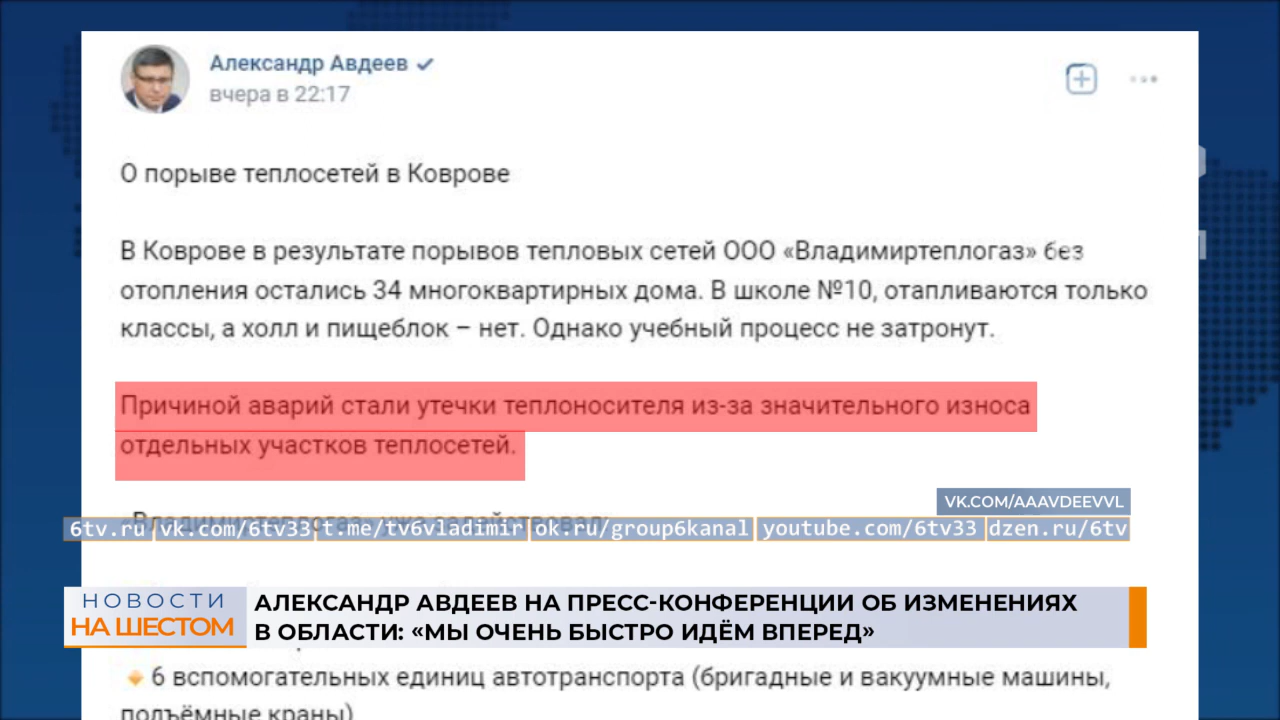 Александр Авдеев
вчера в 22:17
О порыве теплосетей в Коврове
В Коврове в результате порывов тепловых сетей ООО «Владимиртеплогаз» без
отопления остались 34 многоквартирных дома. В школе №10, отапливаются только
классы, а холл и пищеблок – нет. Однако учебный процесс не затронут.
Причиной аварий стали утечки теплоносителя из-за значительного износа
отдельных участков теплосетей.
VK.COM/AAAVDEEVVL
6tv.ru vk.com/6tv33 t.me/tv6vladimir ok.ru/group6kanal youtube.com/6tv33 dzen.ru/6tv
НОВОСТИ
НА ШЕСТОМ
АЛЕКСАНДР АВДЕЕВ НА ПРЕСС-КОНФЕРЕНЦИИ ОБ ИЗМЕНЕНИЯХ
В ОБЛАСТИ: «МЫ ОЧЕНЬ БЫСТРО ИДЁМ ВПЕРЕД»
6 вспомогательных единиц автотранспорта (бригадные и вакуумные машины,
подъёмные краны)